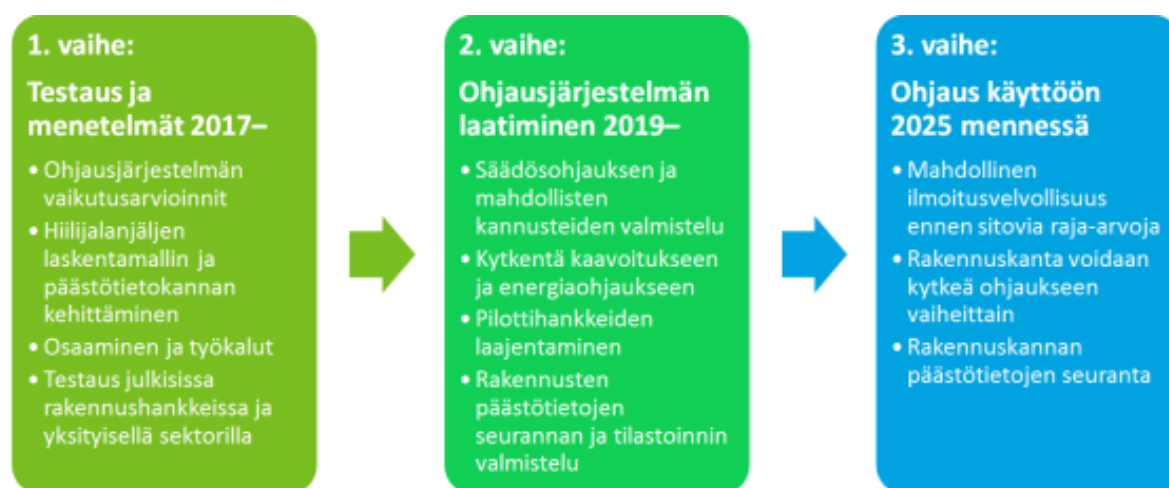 1. vaihe:
Testaus ja
menetelmät 2017–
• Ohjausjärjestelmän
vaikutusarvioinnit
• Hiilijalanjäljen
laskentamallin ja
päästötietokannan
kehittäminen
• Osaaminen ja työkalut
• Testaus julkisissa
rakennushankkeissa ja
yksityisellä sektorilla
2. vaihe:
Ohjausjärjestelmän
laatiminen 2019–
• Säädösohjauksen ja
mahdollisten
kannusteiden valmistelu
• Kytkentä kaavoitukseen
ja energiaohjaukseen
• Pilottihankkeiden
laajentaminen
• Rakennusten
päästötietojen
seurannan ja tilastoinnin
valmistelu
3. vaihe:
Ohjaus käyttöön
2025 mennessä
• Mahdollinen
ilmoitusvelvollisuus
ennen sitovia raja-arvoja
• Rakennuskanta voidaan
kytkeä ohjaukseen
vaiheittain
• Rakennuskannan
päästötietojen seuranta